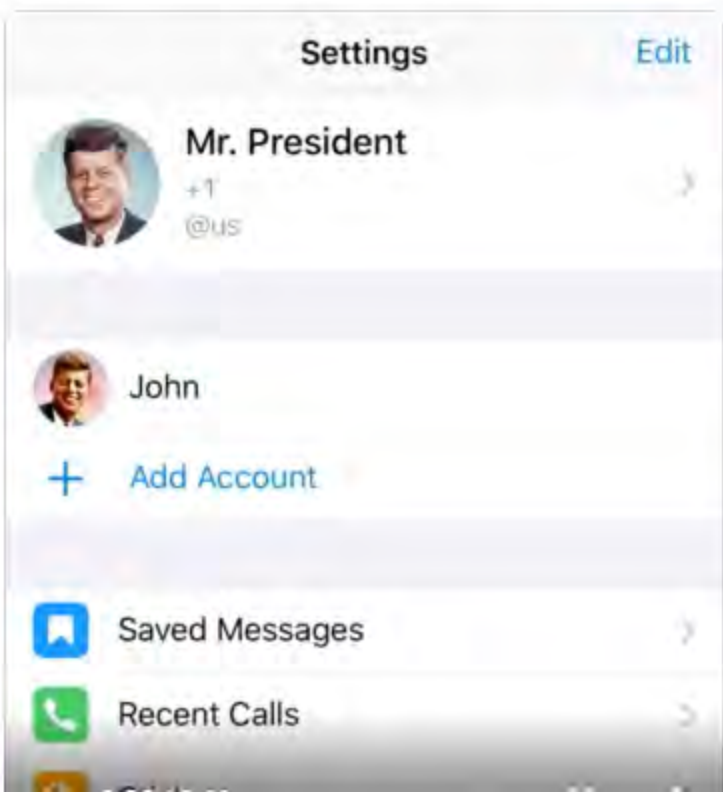 Settings
Edit
Mr. President
+1
@us
John
+ Add Account
Saved Messages
Recent Calls